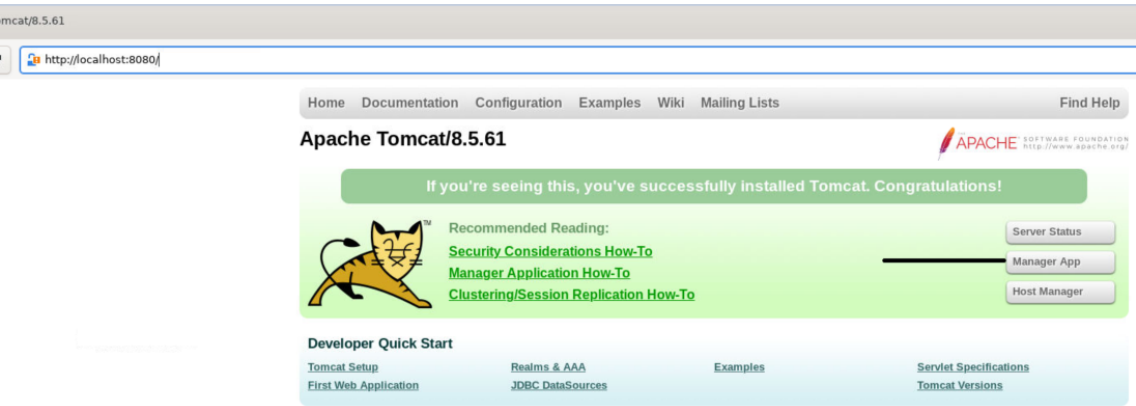 omcat/8.5.61
http://localhost:8080/
Home Documentation Configuration Examples Wiki Mailing Lists Find Help
Apache Tomcat/8.5.61
APACHE SOFTWARE FOUNDATION
http://www.apache.org/
If you're seeing this, you've successfully installed Tomcat. Congratulations!
TM
Recommended Reading:
Security Considerations How-To
Manager Application How-To
Clustering/Session Replication How-To
Server Status
Manager App
Host Manager
Developer Quick Start
Tomcat Setup
First Web Application
Realms & AAA
JDBC DataSources
Examples
Servlet Specifications
Tomcat Versions